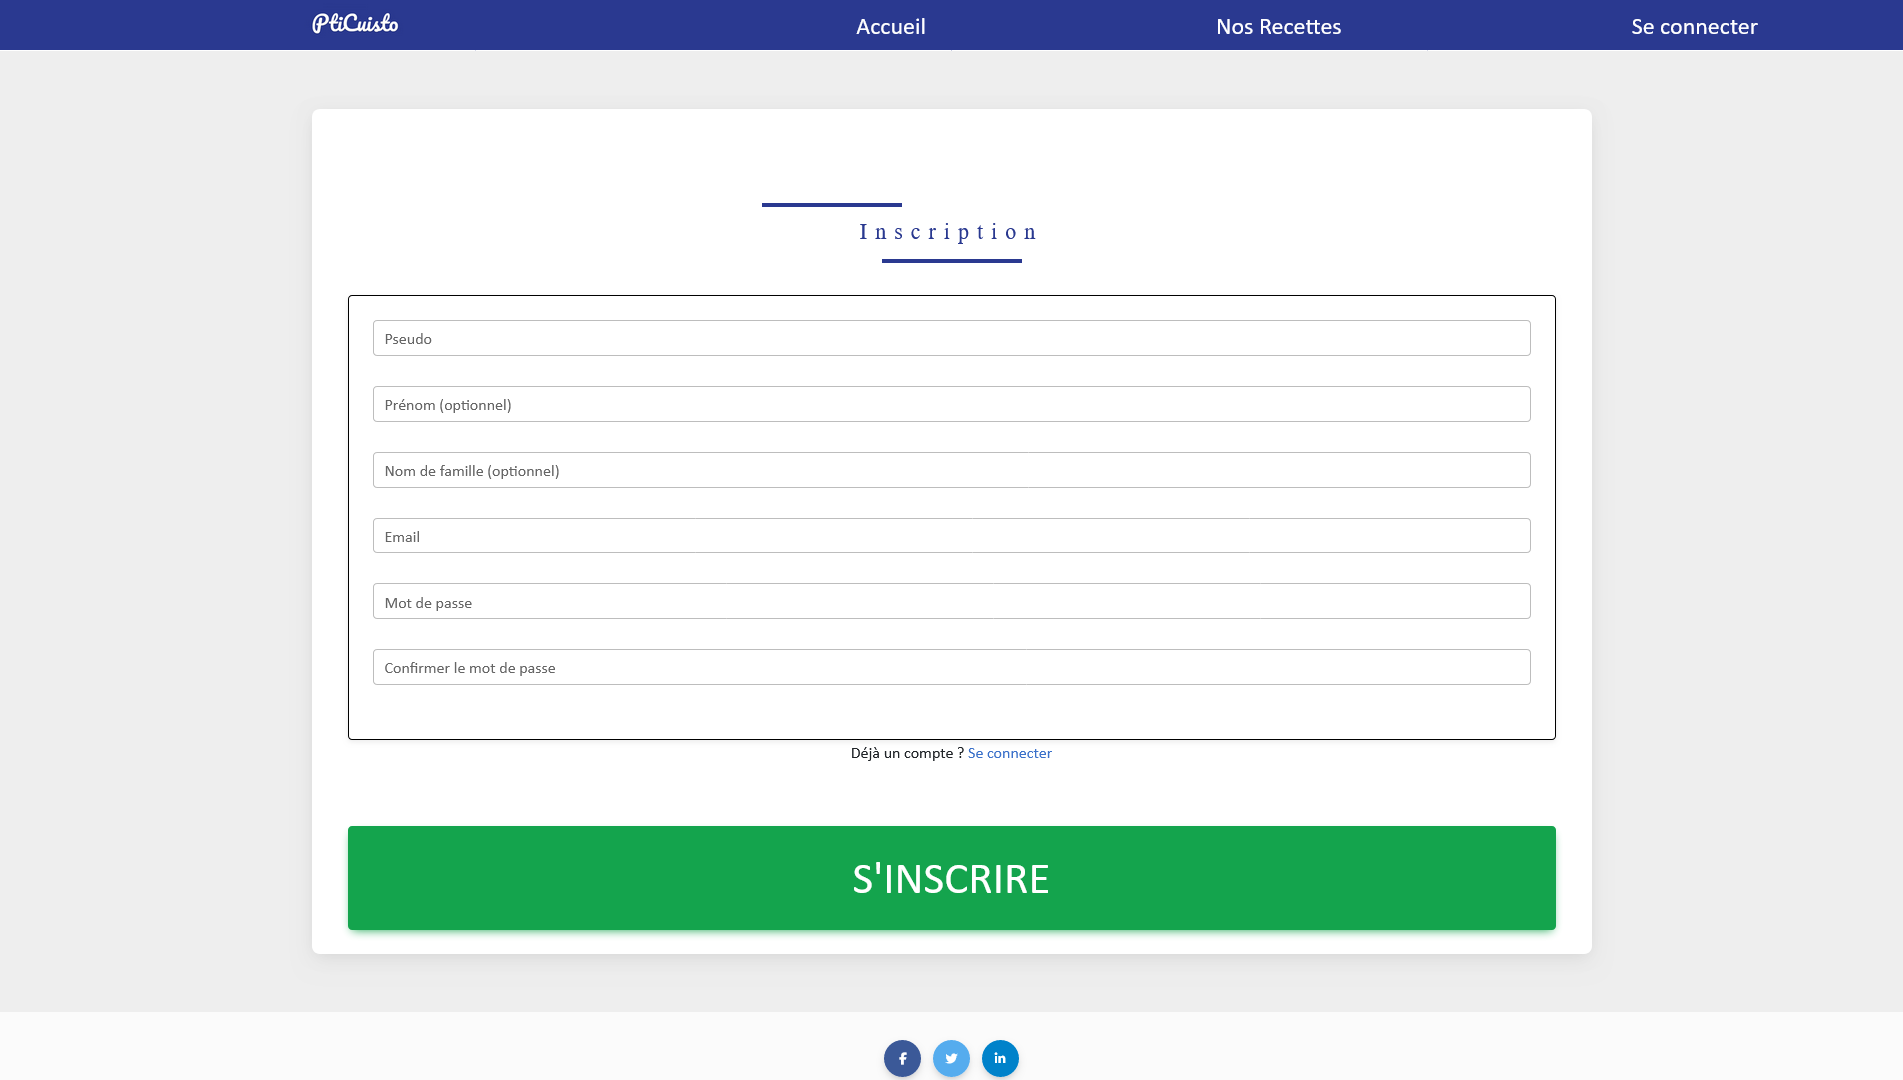 PtiCuisto Accueil Nos Recettes Se connecter
Inscription
Pseudo
Prénom (optionnel)
Nom de famille (optionnel)
Email
Mot de passe
Confirmer le mot de passe
Déjà un compte ? Se connecter
S'INSCRIRE